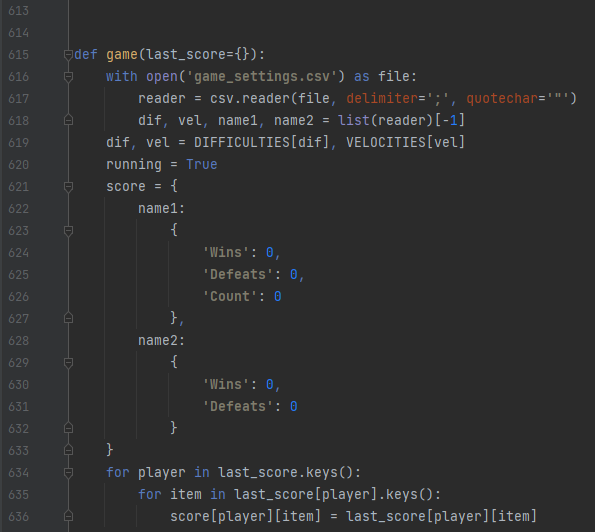 613
614
615 def game(last_score={}):
616     with open('game_settings.csv') as file:
617         reader = csv.reader(file, delimiter=';', quotechar='"')
618         dif, vel, name1, name2 = list(reader)[-1]
619     dif, vel = DIFFICULTIES[dif], VELOCITIES[vel]
620     running = True
621     score = {
622         name1:
623             {
624                 'Wins': 0,
625                 'Defeats': 0,
626                 'Count': 0
627             },
628         name2:
629             {
630                 'Wins': 0,
631                 'Defeats': 0
632             }
633     }
634     for player in last_score.keys():
635         for item in last_score[player].keys():
636             score[player][item] = last_score[player][item]